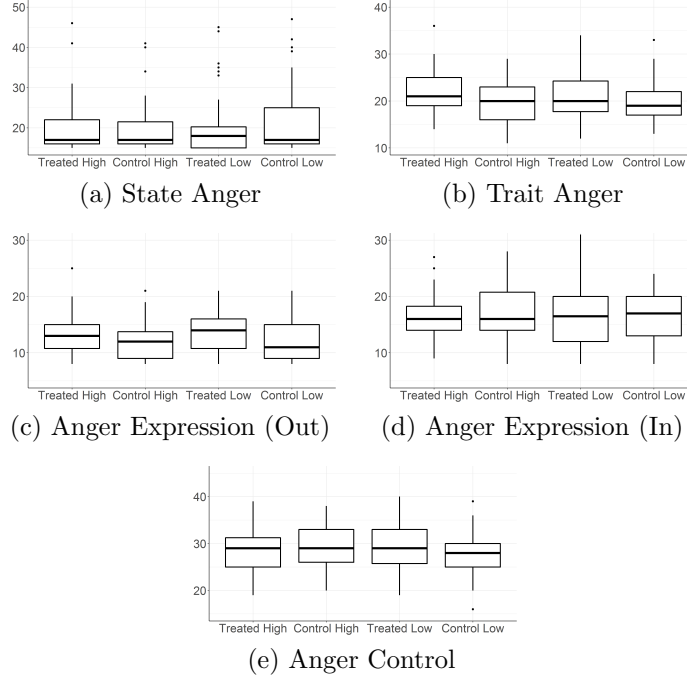 50
40
30
20
Treated High Control High Treated Low Control Low
(a) State Anger
40
30
20
10
Treated High Control High Treated Low Control Low
(b) Trait Anger
30
20
10
Treated High Control High Treated Low Control Low
(c) Anger Expression (Out)
30
20
10
Treated High Control High Treated Low Control Low
(d) Anger Expression (In)
40
30
20
Treated High Control High Treated Low Control Low
(e) Anger Control